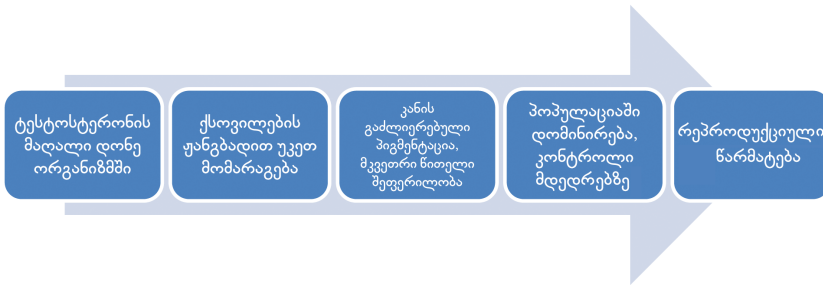 ტესტოსტერონის
მაღალი დონე
ორგანიზმში
ქსოვილების
ჟანგბადით უკეთ
მომარაგება
კანის
გაძლიერებული
პიგმენტაცია,
მკვეთრი წითელი
შეფერილობა
პოპულაციაში
დომინირება,
კონტროლი
მდედრებზე
რეპროდუქციული
წარმატება